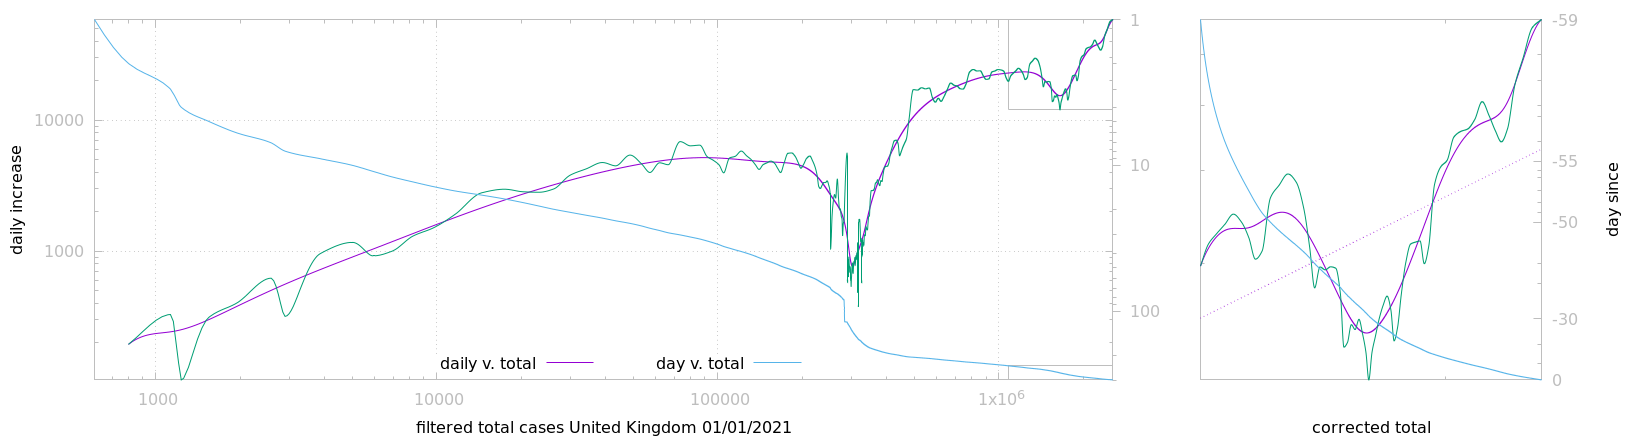 daily increase
10000
1000
1000
10000
100000
1x10^6
1
10
100
daily v. total
day v. total
filtered total cases United Kingdom 01/01/2021
-59
-55
-50
-30
0
day since
corrected total